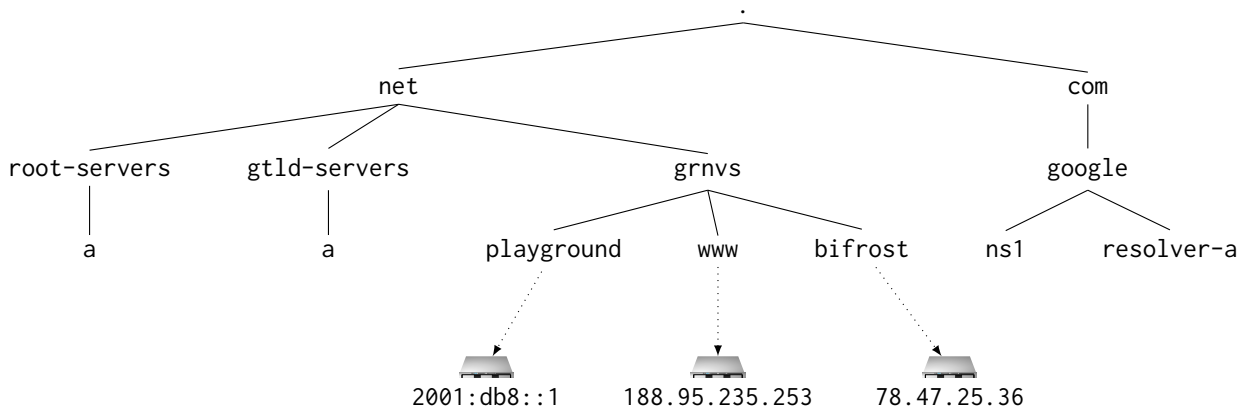 .
net com
root-servers gtld-servers grnvs google
a a playground www bifrost ns1 resolver-a
2001:db8::1 188.95.235.253 78.47.25.36